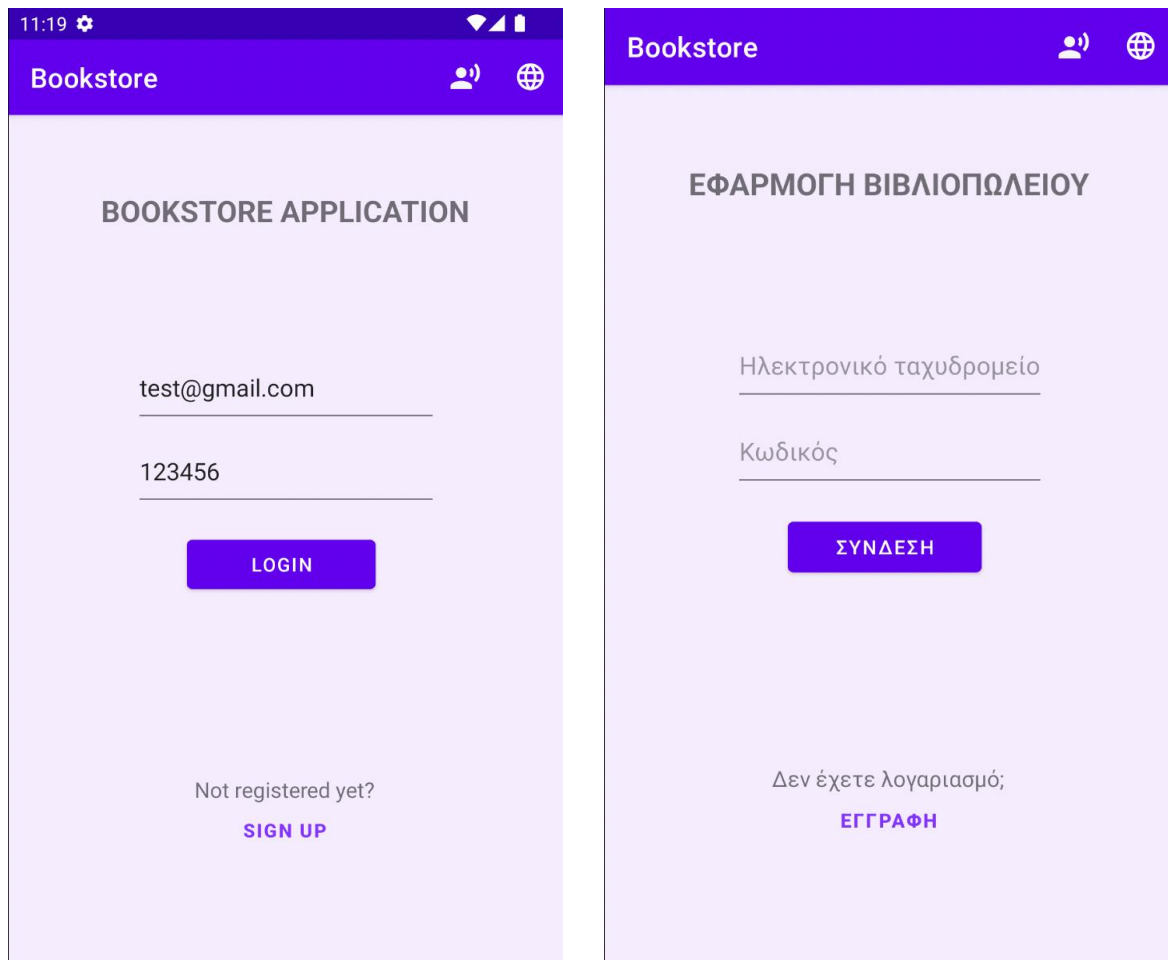 11:19
Bookstore
BOOKSTORE APPLICATION
test@gmail.com
123456
LOGIN
Not registered yet?
SIGN UP
Bookstore
ΕΦΑΡΜΟΓΗ ΒΙΒΛΙΟΠΩΛΕΙΟΥ
Ηλεκτρονικό ταχυδρομείο
Κωδικός
ΣΥΝΔΕΣΗ
Δεν έχετε λογαριασμό;
ΕΓΓΡΑΦΗ